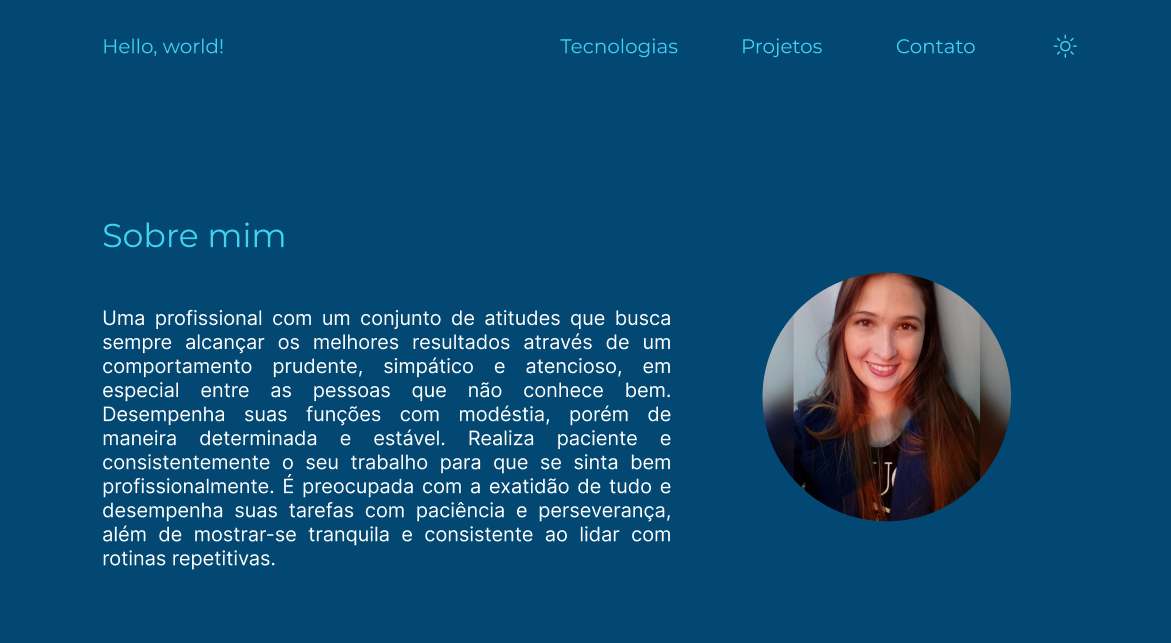 Hello, world!
Tecnologias
Projetos
Contato
Sobre mim
Uma profissional com um conjunto de atitudes que busca
sempre alcançar os melhores resultados através de um
comportamento prudente, simpático e atencioso, em
especial entre as pessoas que não conhece bem.
Desempenha suas funções com modéstia, porém de
maneira determinada e estável. Realiza paciente e
consistentemente o seu trabalho para que se sinta bem
profissionalmente. É preocupada com a exatidão de tudo e
desempenha suas tarefas com paciência e perseverança,
além de mostrar-se tranquila e consistente ao lidar com
rotinas repetitivas.